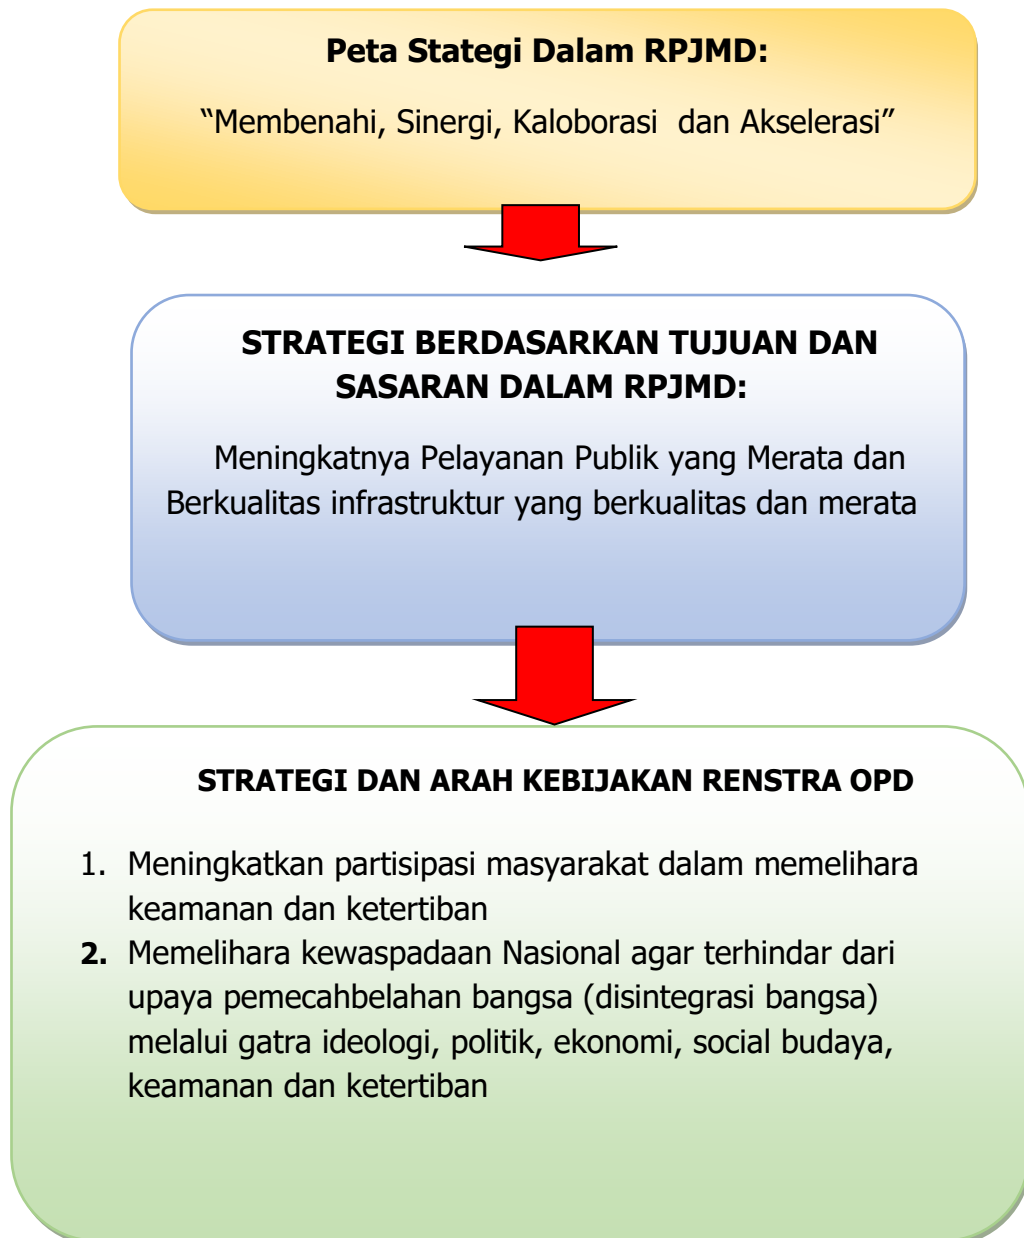 Peta Stategi Dalam RPJMD:
“Membenahi, Sinergi, Kaloborasi  dan Akselerasi”
STRATEGI BERDASARKAN TUJUAN DAN
SASARAN DALAM RPJMD:
Meningkatnya Pelayanan Publik yang Merata dan
Berkualitas infrastruktur yang berkualitas dan merata
STRATEGI DAN ARAH KEBIJAKAN RENSTRA OPD
1. Meningkatkan partisipasi masyarakat dalam memelihara
keamanan dan ketertiban
2. Memelihara kewaspadaan Nasional agar terhindar dari
upaya pemecahbelahan bangsa (disintegrasi bangsa)
melalui gatra ideologi, politik, ekonomi, social budaya,
keamanan dan ketertiban